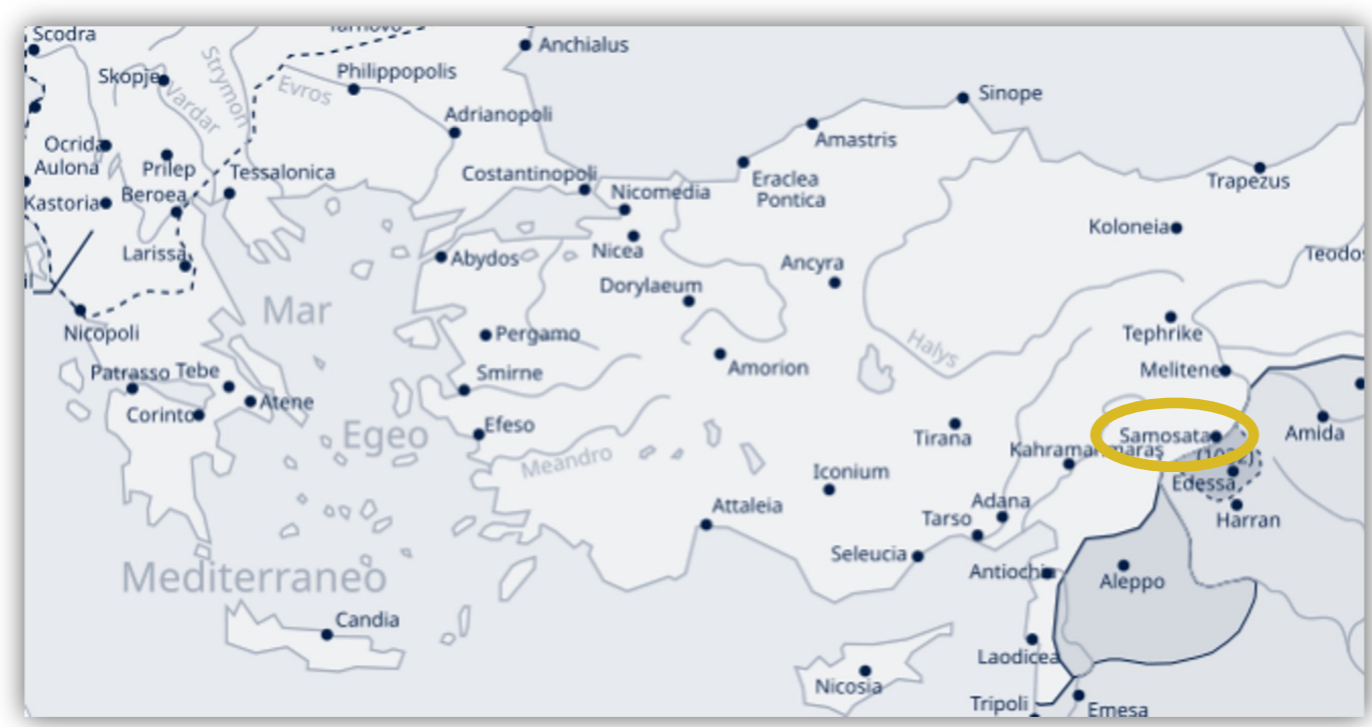 Scodra
Anchialus
Skopje
Strymon
Vardar
Evros
Philippopolis
Sinope
Adrianopoli
Amastris
Ocrida
Aulona
Prilep
Tessalonica
Costantinopoli
Nicomedia
Eraclea
Pontica
Trapezus
Kastoria
Beroea
Koloneia
Larissa
Abydos
Nicea
Ancyra
Dorylaeum
Mar
Nicopoli
Pergamo
Halys
Tephrike
Patrasso
Tebe
Smirne
Amorion
Melitene
Corinto
Atene
Egeo
Efeso
Meandro
Tirana
Samosata
Amida
Kahramanmaraş
Iconium
Edessa
Attaleia
Adana
Tarso
Harran
Seleucia
Antiochia
Aleppo
Mediterraneo
Candia
Laodicea
Nicosia
Tripoli
Emesa